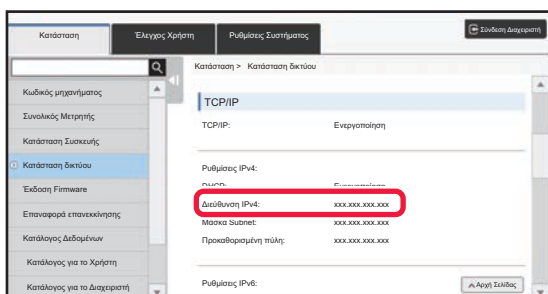 Κατάσταση
Έλεγχος Χρήστη
Ρυθμίσεις Συστήματος
Σύνδεση Διαχειριστή
Κατάσταση > Κατάσταση δικτύου
Κωδικός μηχανήματος
Συνολικός Μετρητής
Κατάσταση Συσκευής
Κατάσταση δικτύου
Έκδοση Firmware
Επαναφορά επανεκκίνησης
Κατάλογος Δεδομένων
Κατάλογος για το Χρήστη
Κατάλογος για το Διαχειριστή
TCP/IP
TCP/IP: Ενεργοποίηση
Ρυθμίσεις IPv4:
DHCP: Ενεργοποίηση
Διεύθυνση IPv4: xxx.xxx.xxx.xxx
Μάσκα Subnet: xxx.xxx.xxx.xxx
Προκαθορισμένη πύλη: xxx.xxx.xxx.xxx
Ρυθμίσεις IPv6:
Αρχή Σελίδας